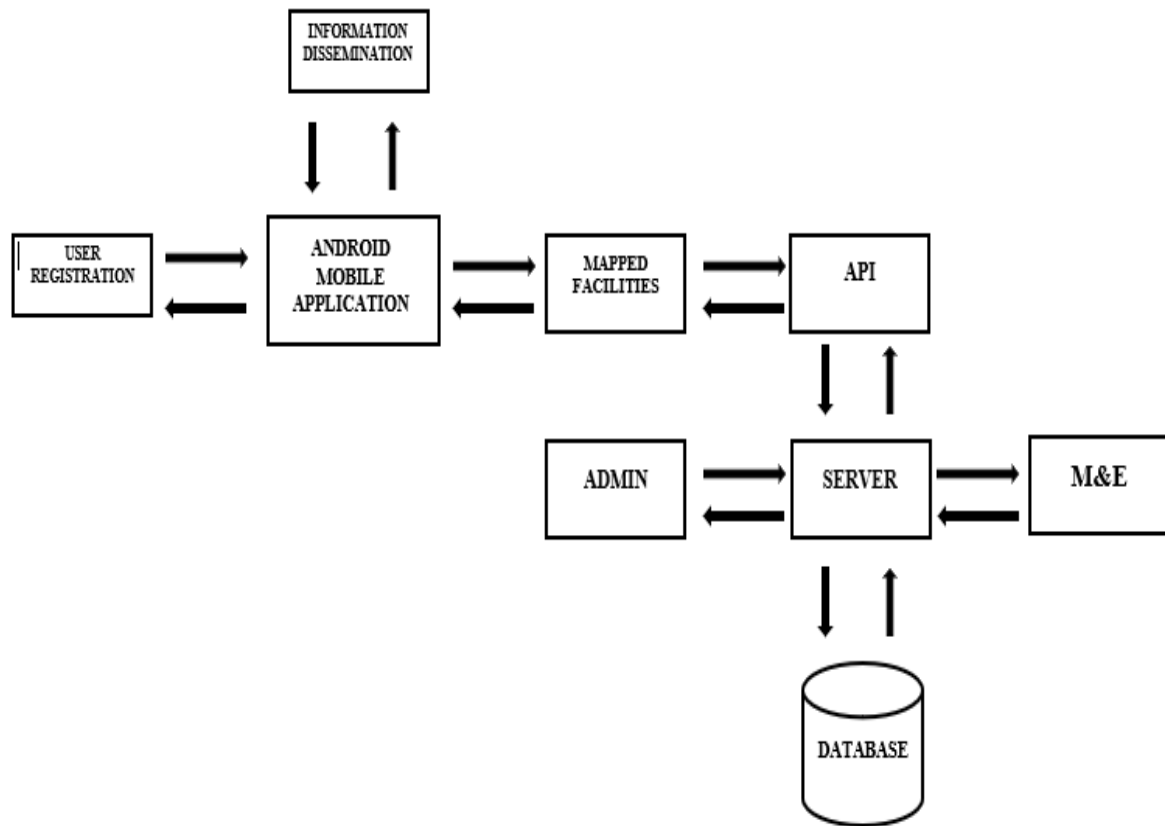 INFORMATION
DISSEMINATION
USER
REGISTRATION
ANDROID
MOBILE
APPLICATION
MAPPED
FACILITIES
API
ADMIN
SERVER
M&E
DATABASE